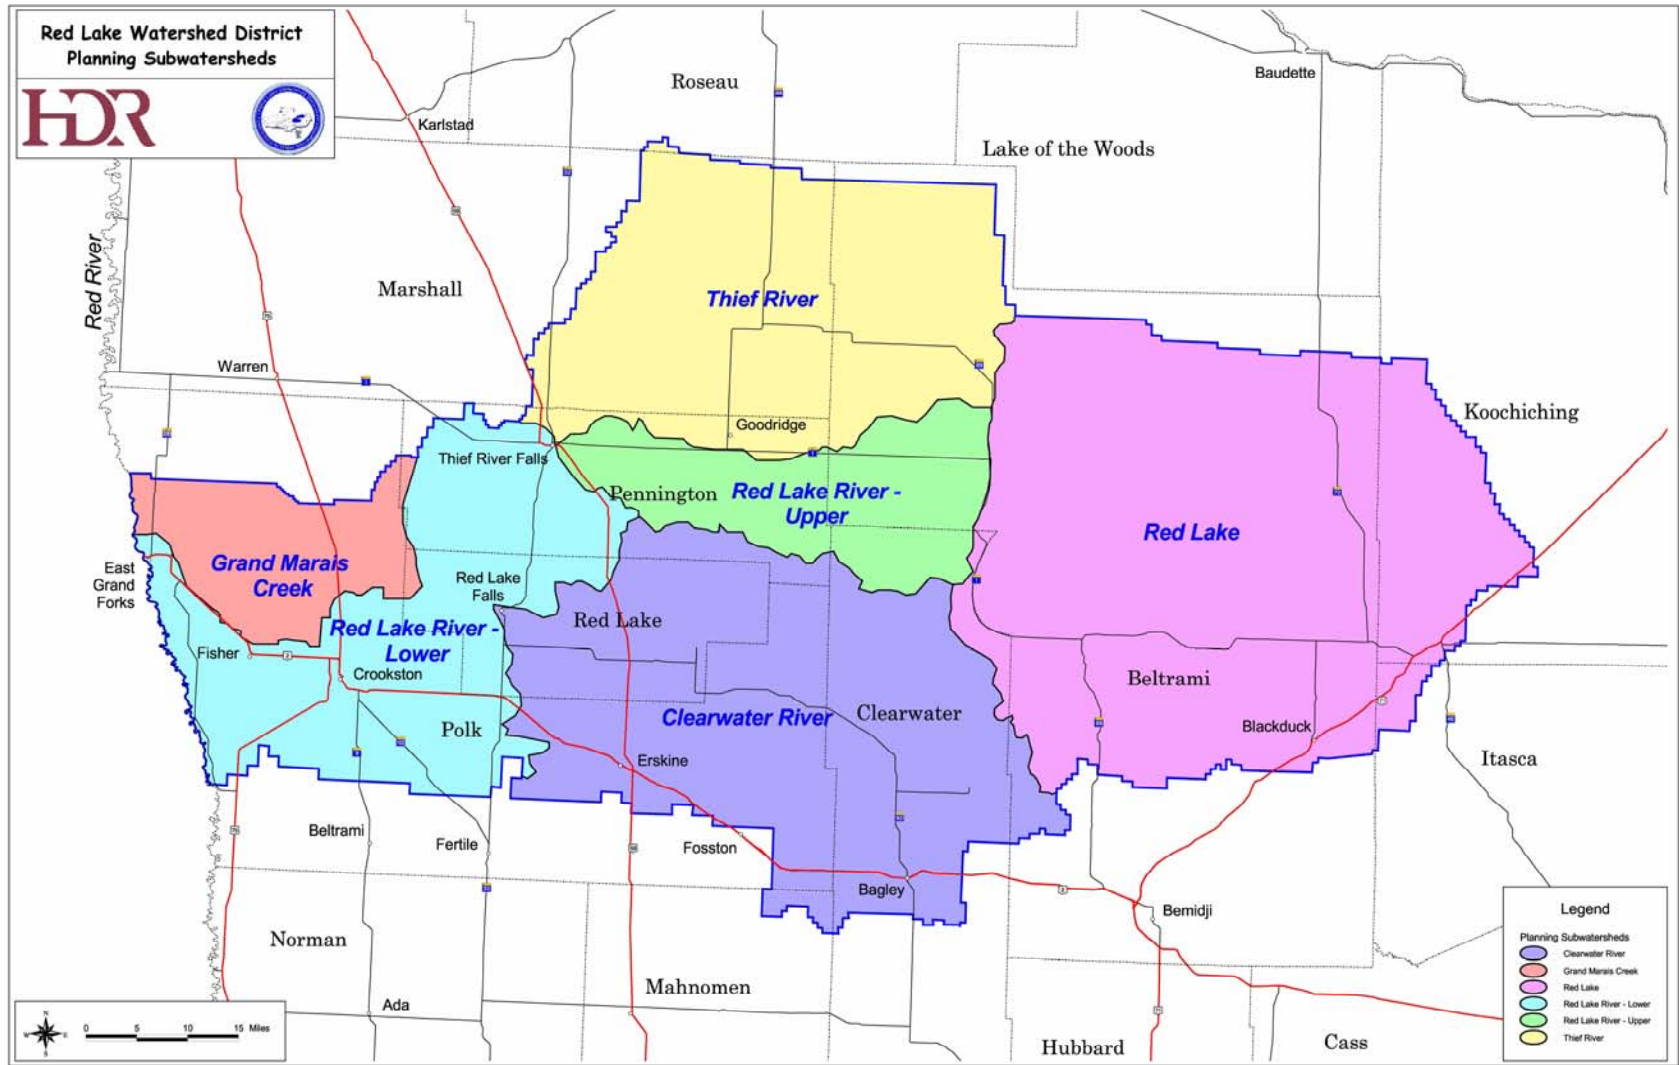 Red Lake Watershed District
Planning Subwatersheds
HDR
Roseau
Baudette
Karlstad
Lake of the Woods
Red River
Marshall
Thief River
Warren
Koochiching
Goodridge
Thief River Falls
Pennington
Red Lake River -
Upper
Red Lake
Grand Marais
Creek
East
Grand
Forks
Red Lake
Falls
Red Lake
Red Lake River -
Lower
Fisher
Crookston
Beltrami
Polk
Clearwater River
Clearwater
Blackduck
Erskine
Itasca
Beltrami
Fertile
Fosston
Bagley
Bemidji
Norman
Mahnomen
Ada
Hubbard
Cass
N
W
E
S
0 5 10 15 Miles
Legend
Planning Subwatersheds
Clearwater River
Grand Marais Creek
Red Lake
Red Lake River - Lower
Red Lake River - Upper
Thief River